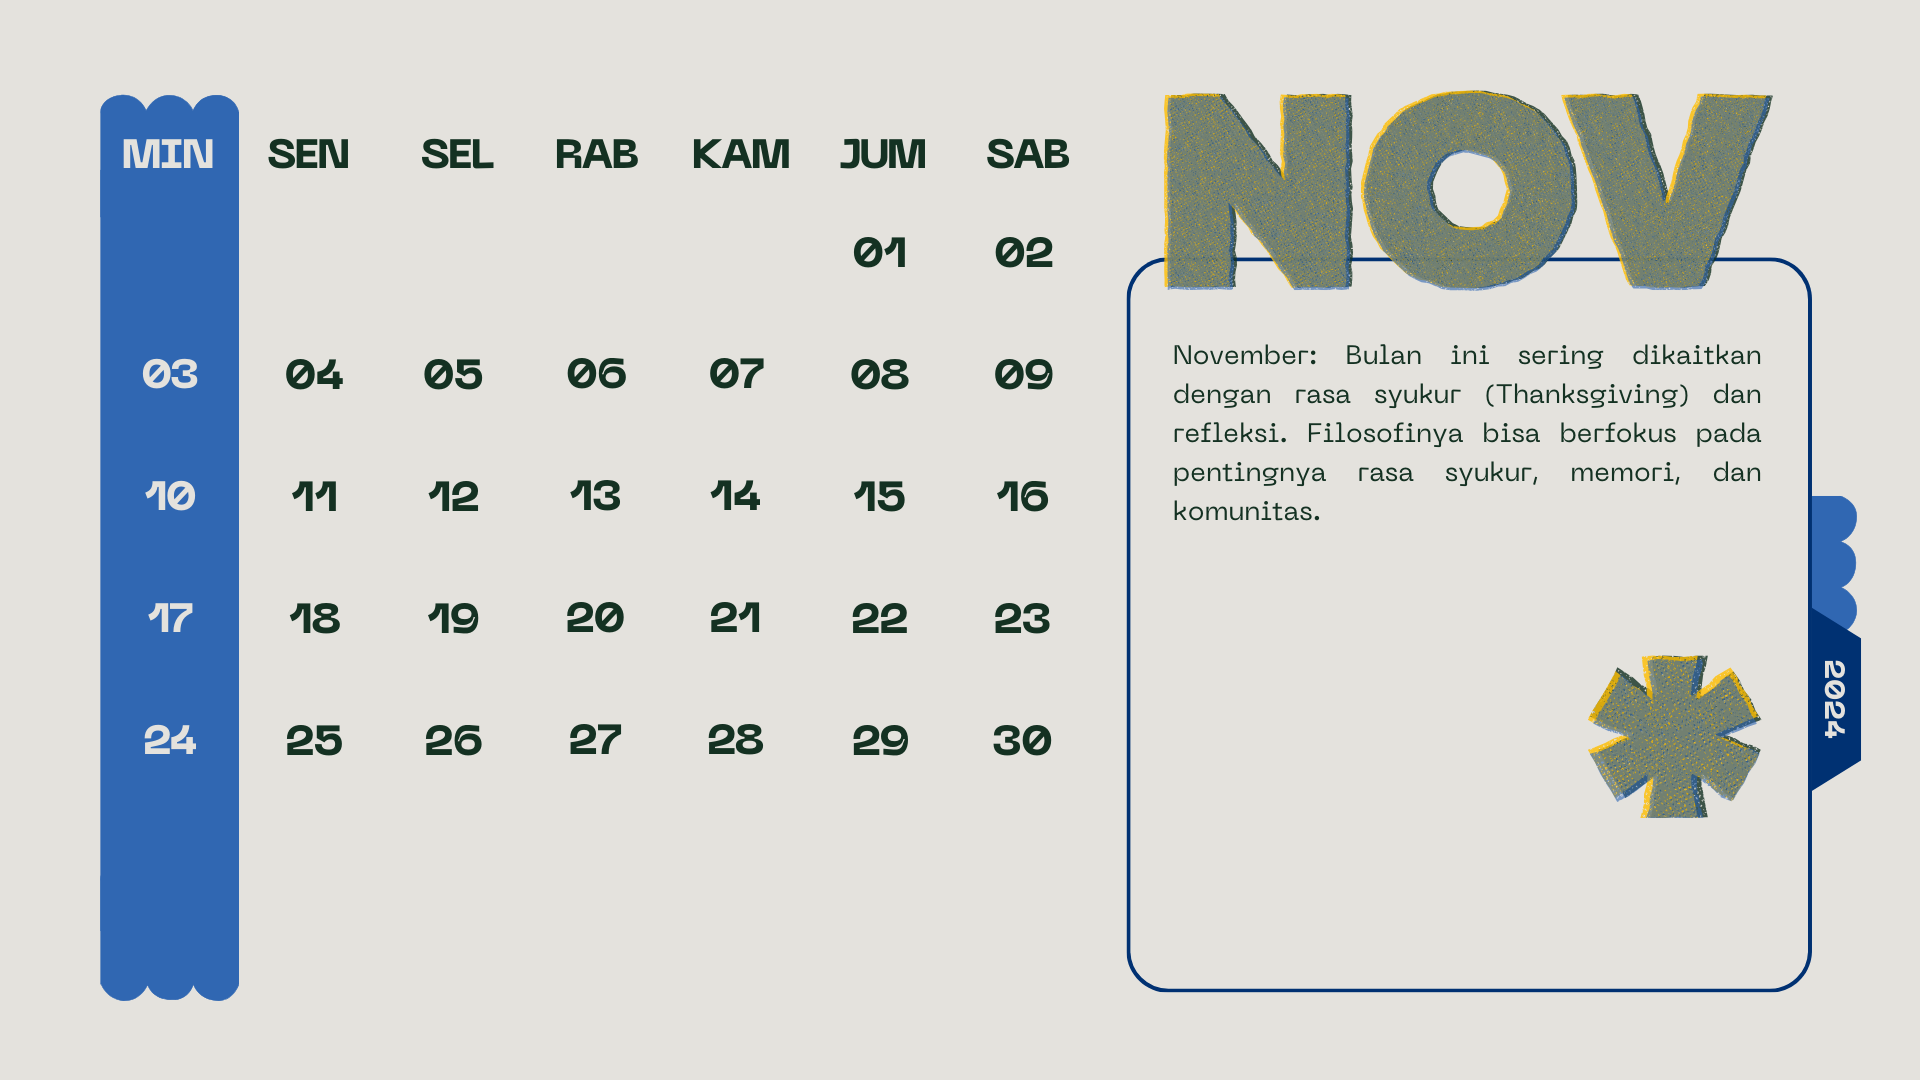 MIN SEN SEL RAB KAM JUM SAB
01 02
03 04 05 06 07 08 09
10 11 12 13 14 15 16
17 18 19 20 21 22 23
24 25 26 27 28 29 30
NOV
November: Bulan ini sering dikaitkan
dengan rasa syukur (Thanksgiving) dan
refleksi. Filosofinya bisa berfokus pada
pentingnya rasa syukur, memori, dan
komunitas.
2024